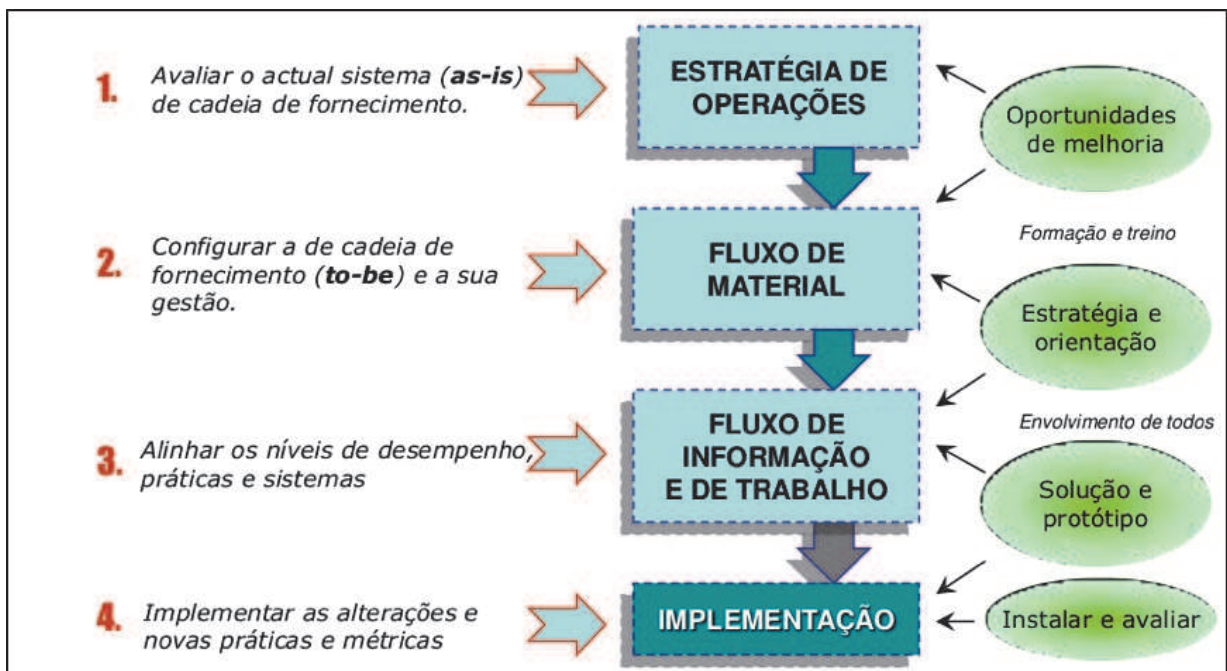 1.
Avaliar o actual sistema (as-is)
de cadeia de fornecimento.
ESTRATÉGIA DE
OPERAÇÕES
Oportunidades
de melhoria
2.
Configurar a de cadeia de
fornecimento (to-be) e a sua
gestão.
FLUXO DE
MATERIAL
Formação e treino
Estratégia e
orientação
3.
Alinhar os níveis de desempenho,
práticas e sistemas
FLUXO DE
INFORMAÇÃO
E DE TRABALHO
Envolvimento de todos
Solução e
protótipo
4.
Implementar as alterações e
novas práticas e métricas
IMPLEMENTAÇÃO
Instalar e avaliar